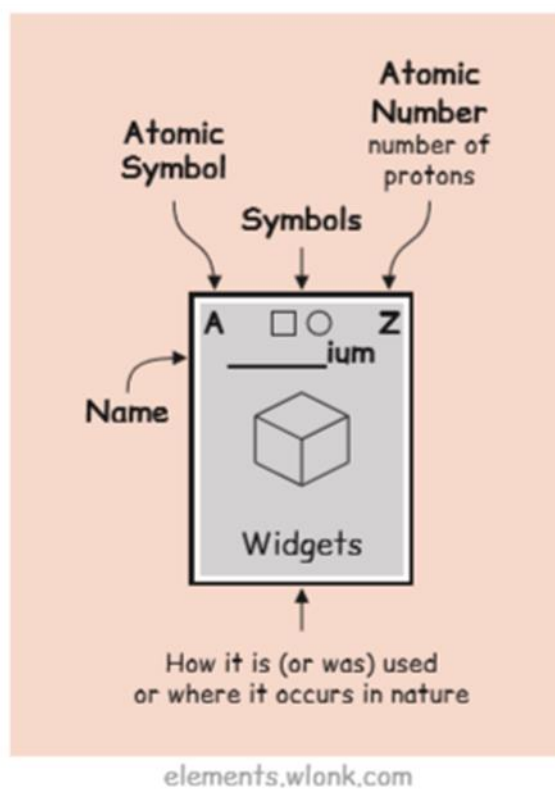 Atomic
Number
number of
protons
Atomic
Symbol
Symbols
A
Z
_______ium
Name
Widgets
How it is (or was) used
or where it occurs in nature
elements.wlonk.com